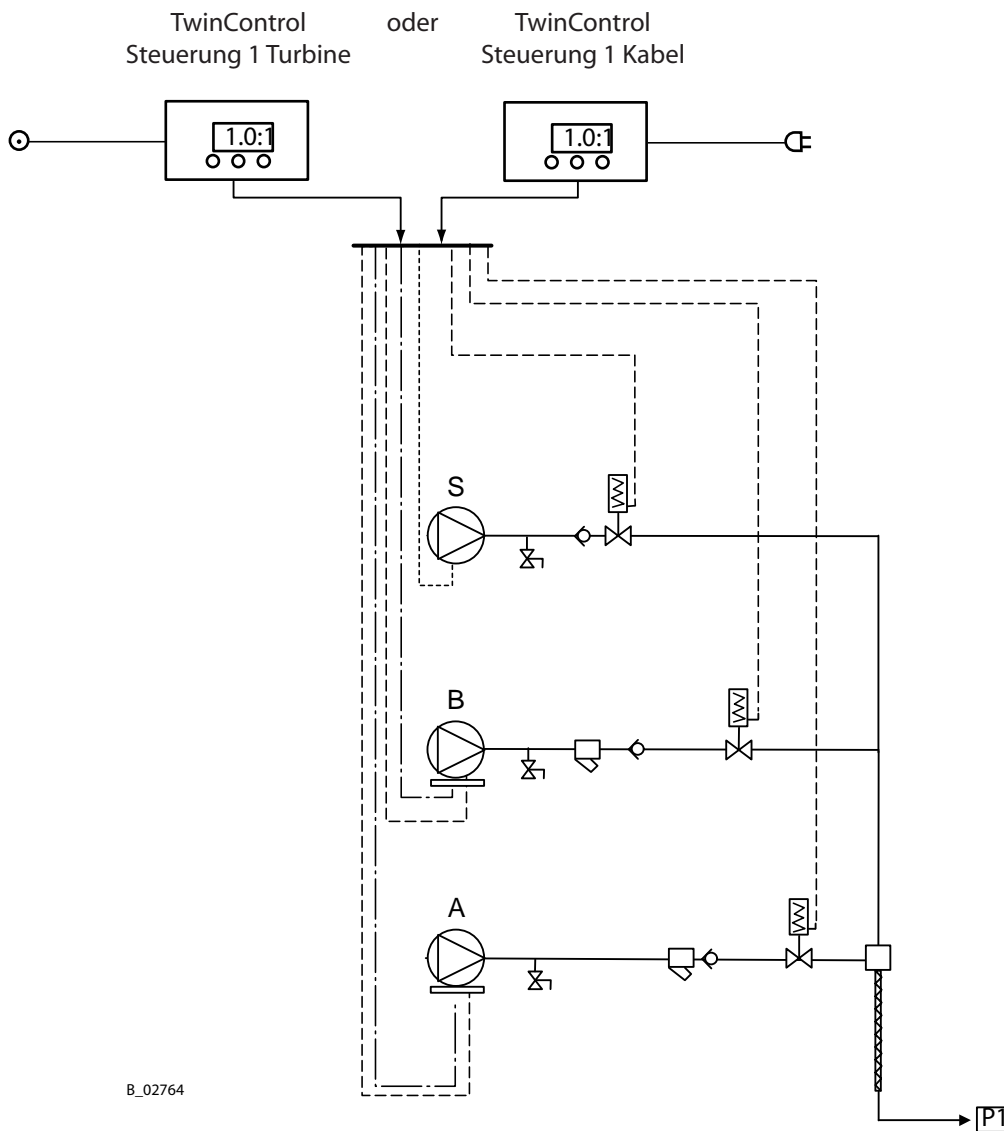 TwinControl oder TwinControl
Steuerung 1 Turbine Steuerung 1 Kabel
1.0:1 1.0:1
S
B
A
B_02764
P1